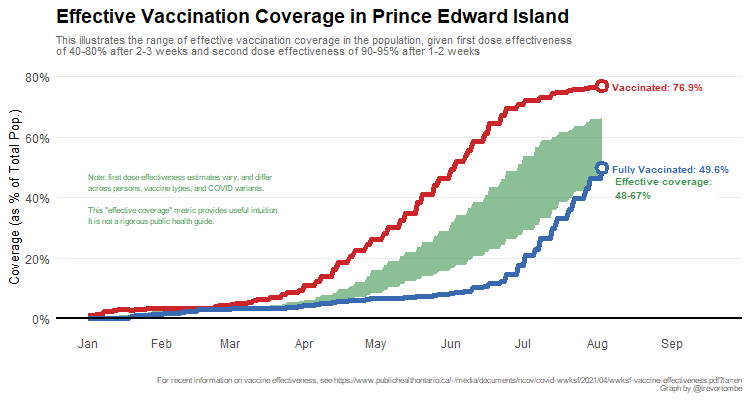 Effective Vaccination Coverage in Prince Edward Island
This illustrates the range of effective vaccination coverage in the population, given first dose effectiveness
of 40-80% after 2-3 weeks and second dose effectiveness of 90-95% after 1-2 weeks
80%
60%
40%
20%
0%
Coverage (as % of Total Pop.)
Note: first dose effectiveness estimates vary, and differ
across persons, vaccine types, and COVID variants.
This "effective coverage" metric provides useful intuition.
It is not a rigorous public health guide.
Vaccinated: 76.9%
Fully Vaccinated: 49.6%
Effective coverage:
48-67%
Jan Feb Mar Apr May Jun Jul Aug Sep
For recent information on vaccine effectiveness, see https://www.publichealthontario.ca/-/media/documents/ncov/covid-wwksf/2021/04/wwksf-vaccine-effectiveness.pdf?la=en
Graph by @trevortombe